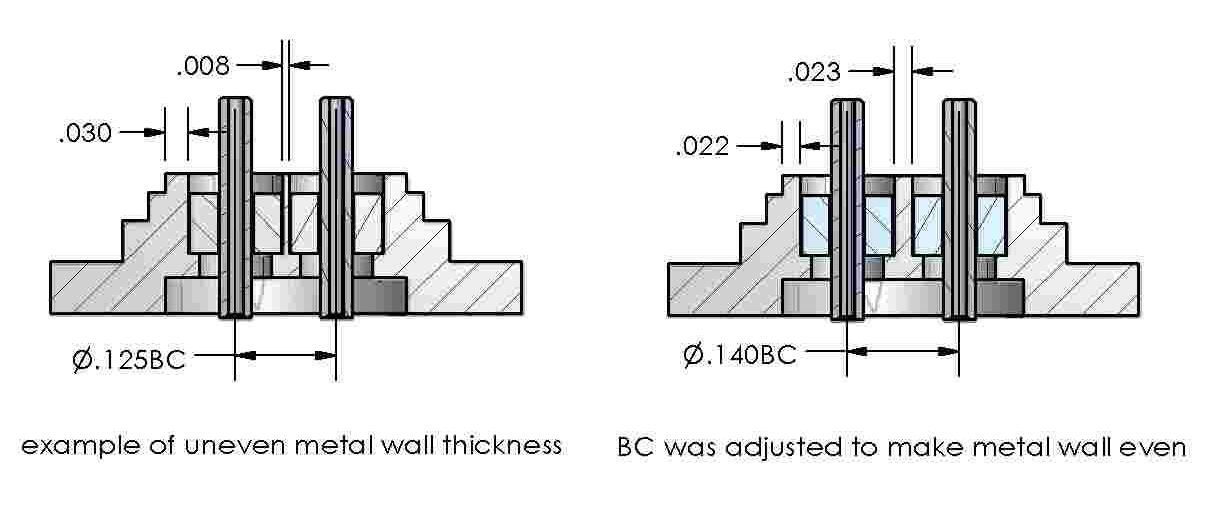 .008
.030
Ø.125BC
example of uneven metal wall thickness
.023
.022
Ø.140BC
BC was adjusted to make metal wall even